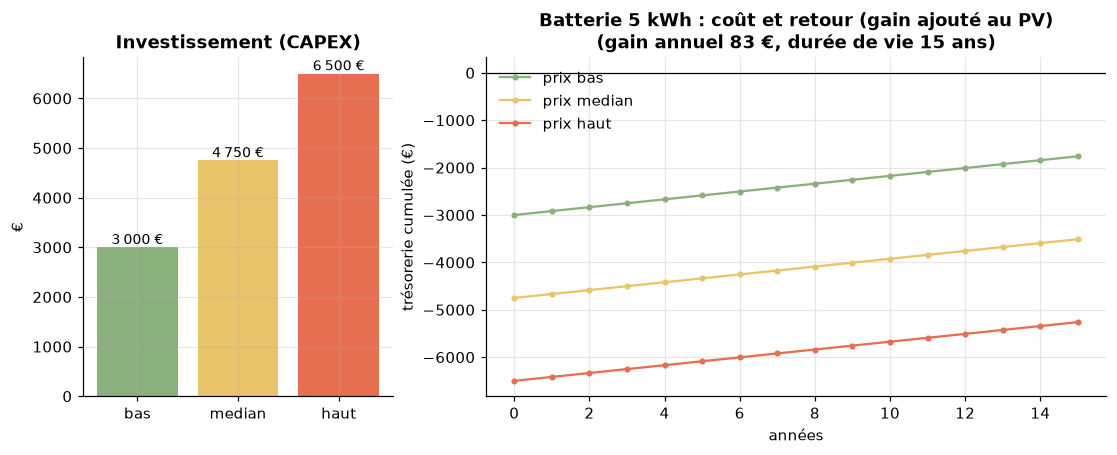 Investissement (CAPEX)
€
6000
5000
4000
3000
2000
1000
0
3 000 €
4 750 €
6 500 €
bas
median
haut
Batterie 5 kWh : coût et retour (gain ajouté au PV)
(gain annuel 83 €, durée de vie 15 ans)
prix bas
prix median
prix haut
trésorerie cumulée (€)
0
−1000
−2000
−3000
−4000
−5000
−6000
0
2
4
6
8
10
12
14
années